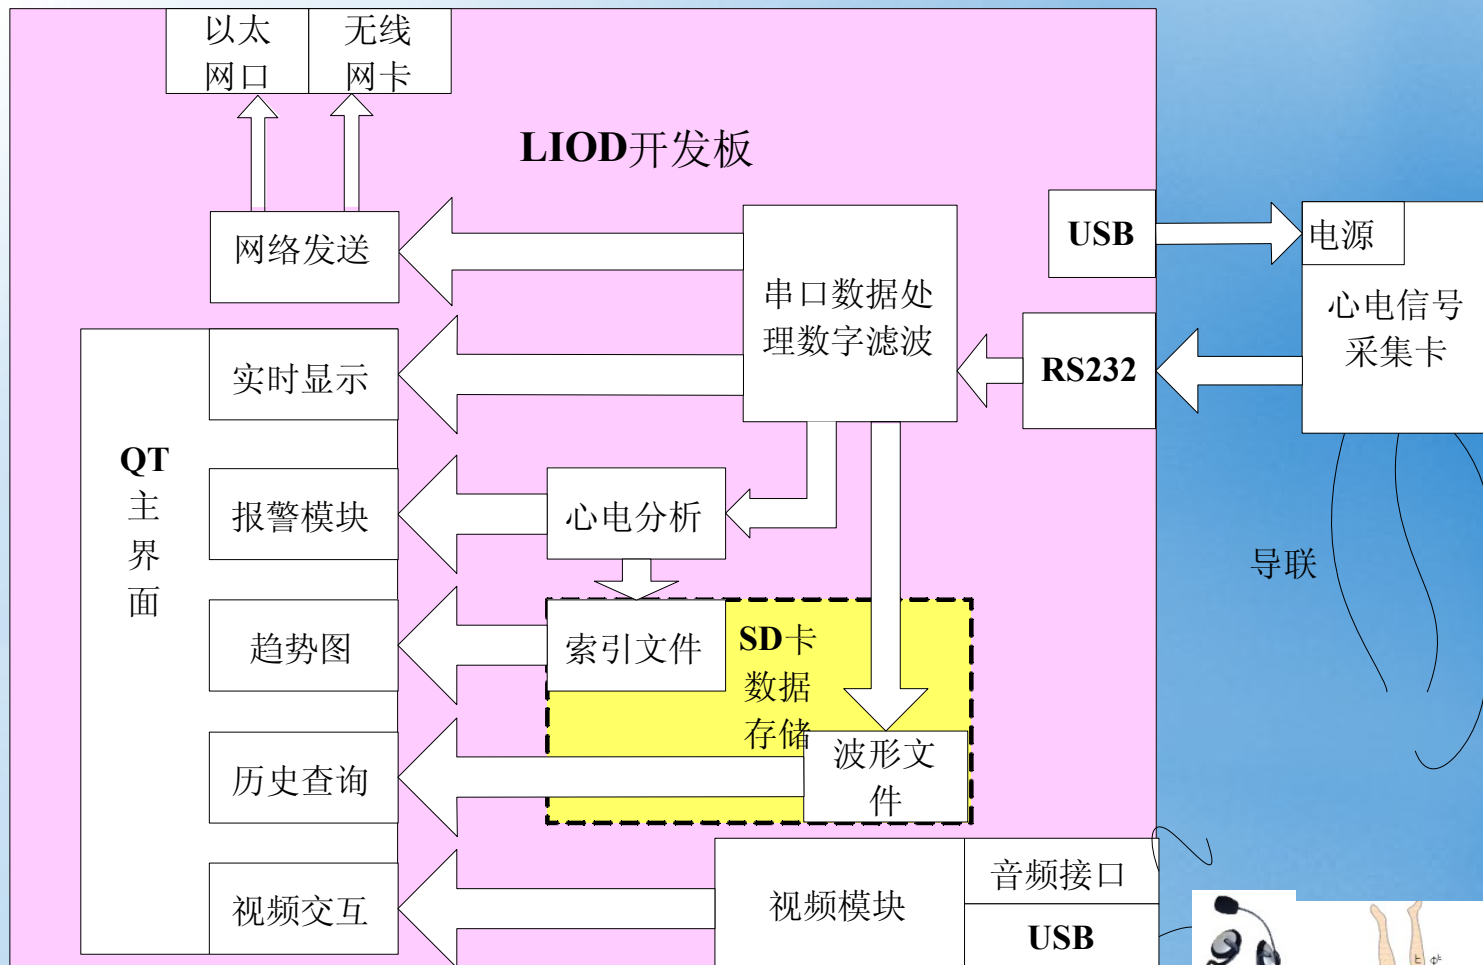 以太
网口
无线
网卡
LIOD开发板
网络发送
串口数据处
理数字滤波
USB
电源
心电信号
采集卡
RS232
实时显示
QT
主
界
面
报警模块
心电分析
导联
趋势图
索引文件
SD卡
数据
存储
历史查询
波形文
件
视频交互
视频模块
音频接口
USB